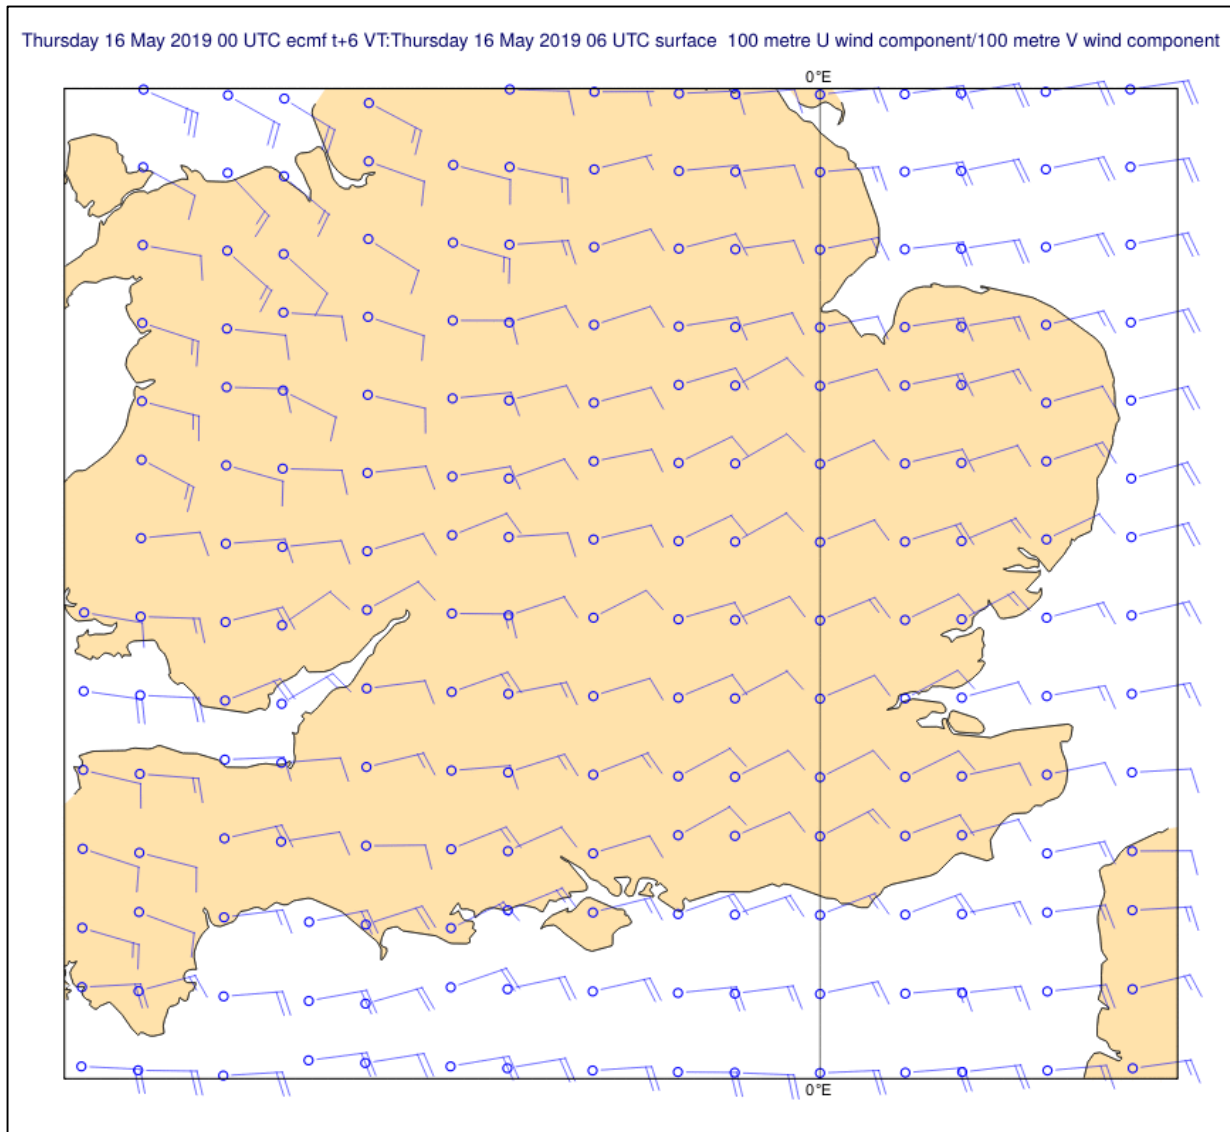 Thursday 16 May 2019 00 UTC ecmf t+6 VT:Thursday 16 May 2019 06 UTC surface  100 metre U wind component/100 metre V wind component
0°E
0°E